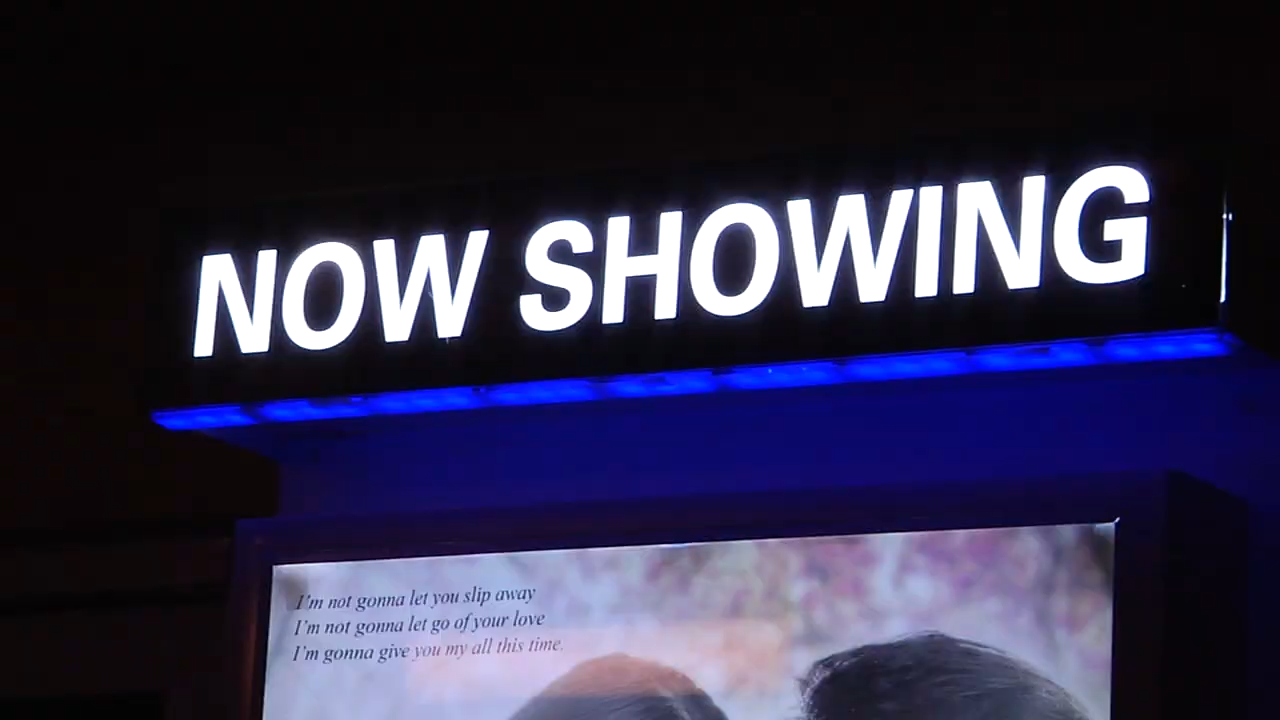 NOW SHOWING
I'm not gonna let you slip away
I'm not gonna let go of your love
I'm gonna give you my all this time.